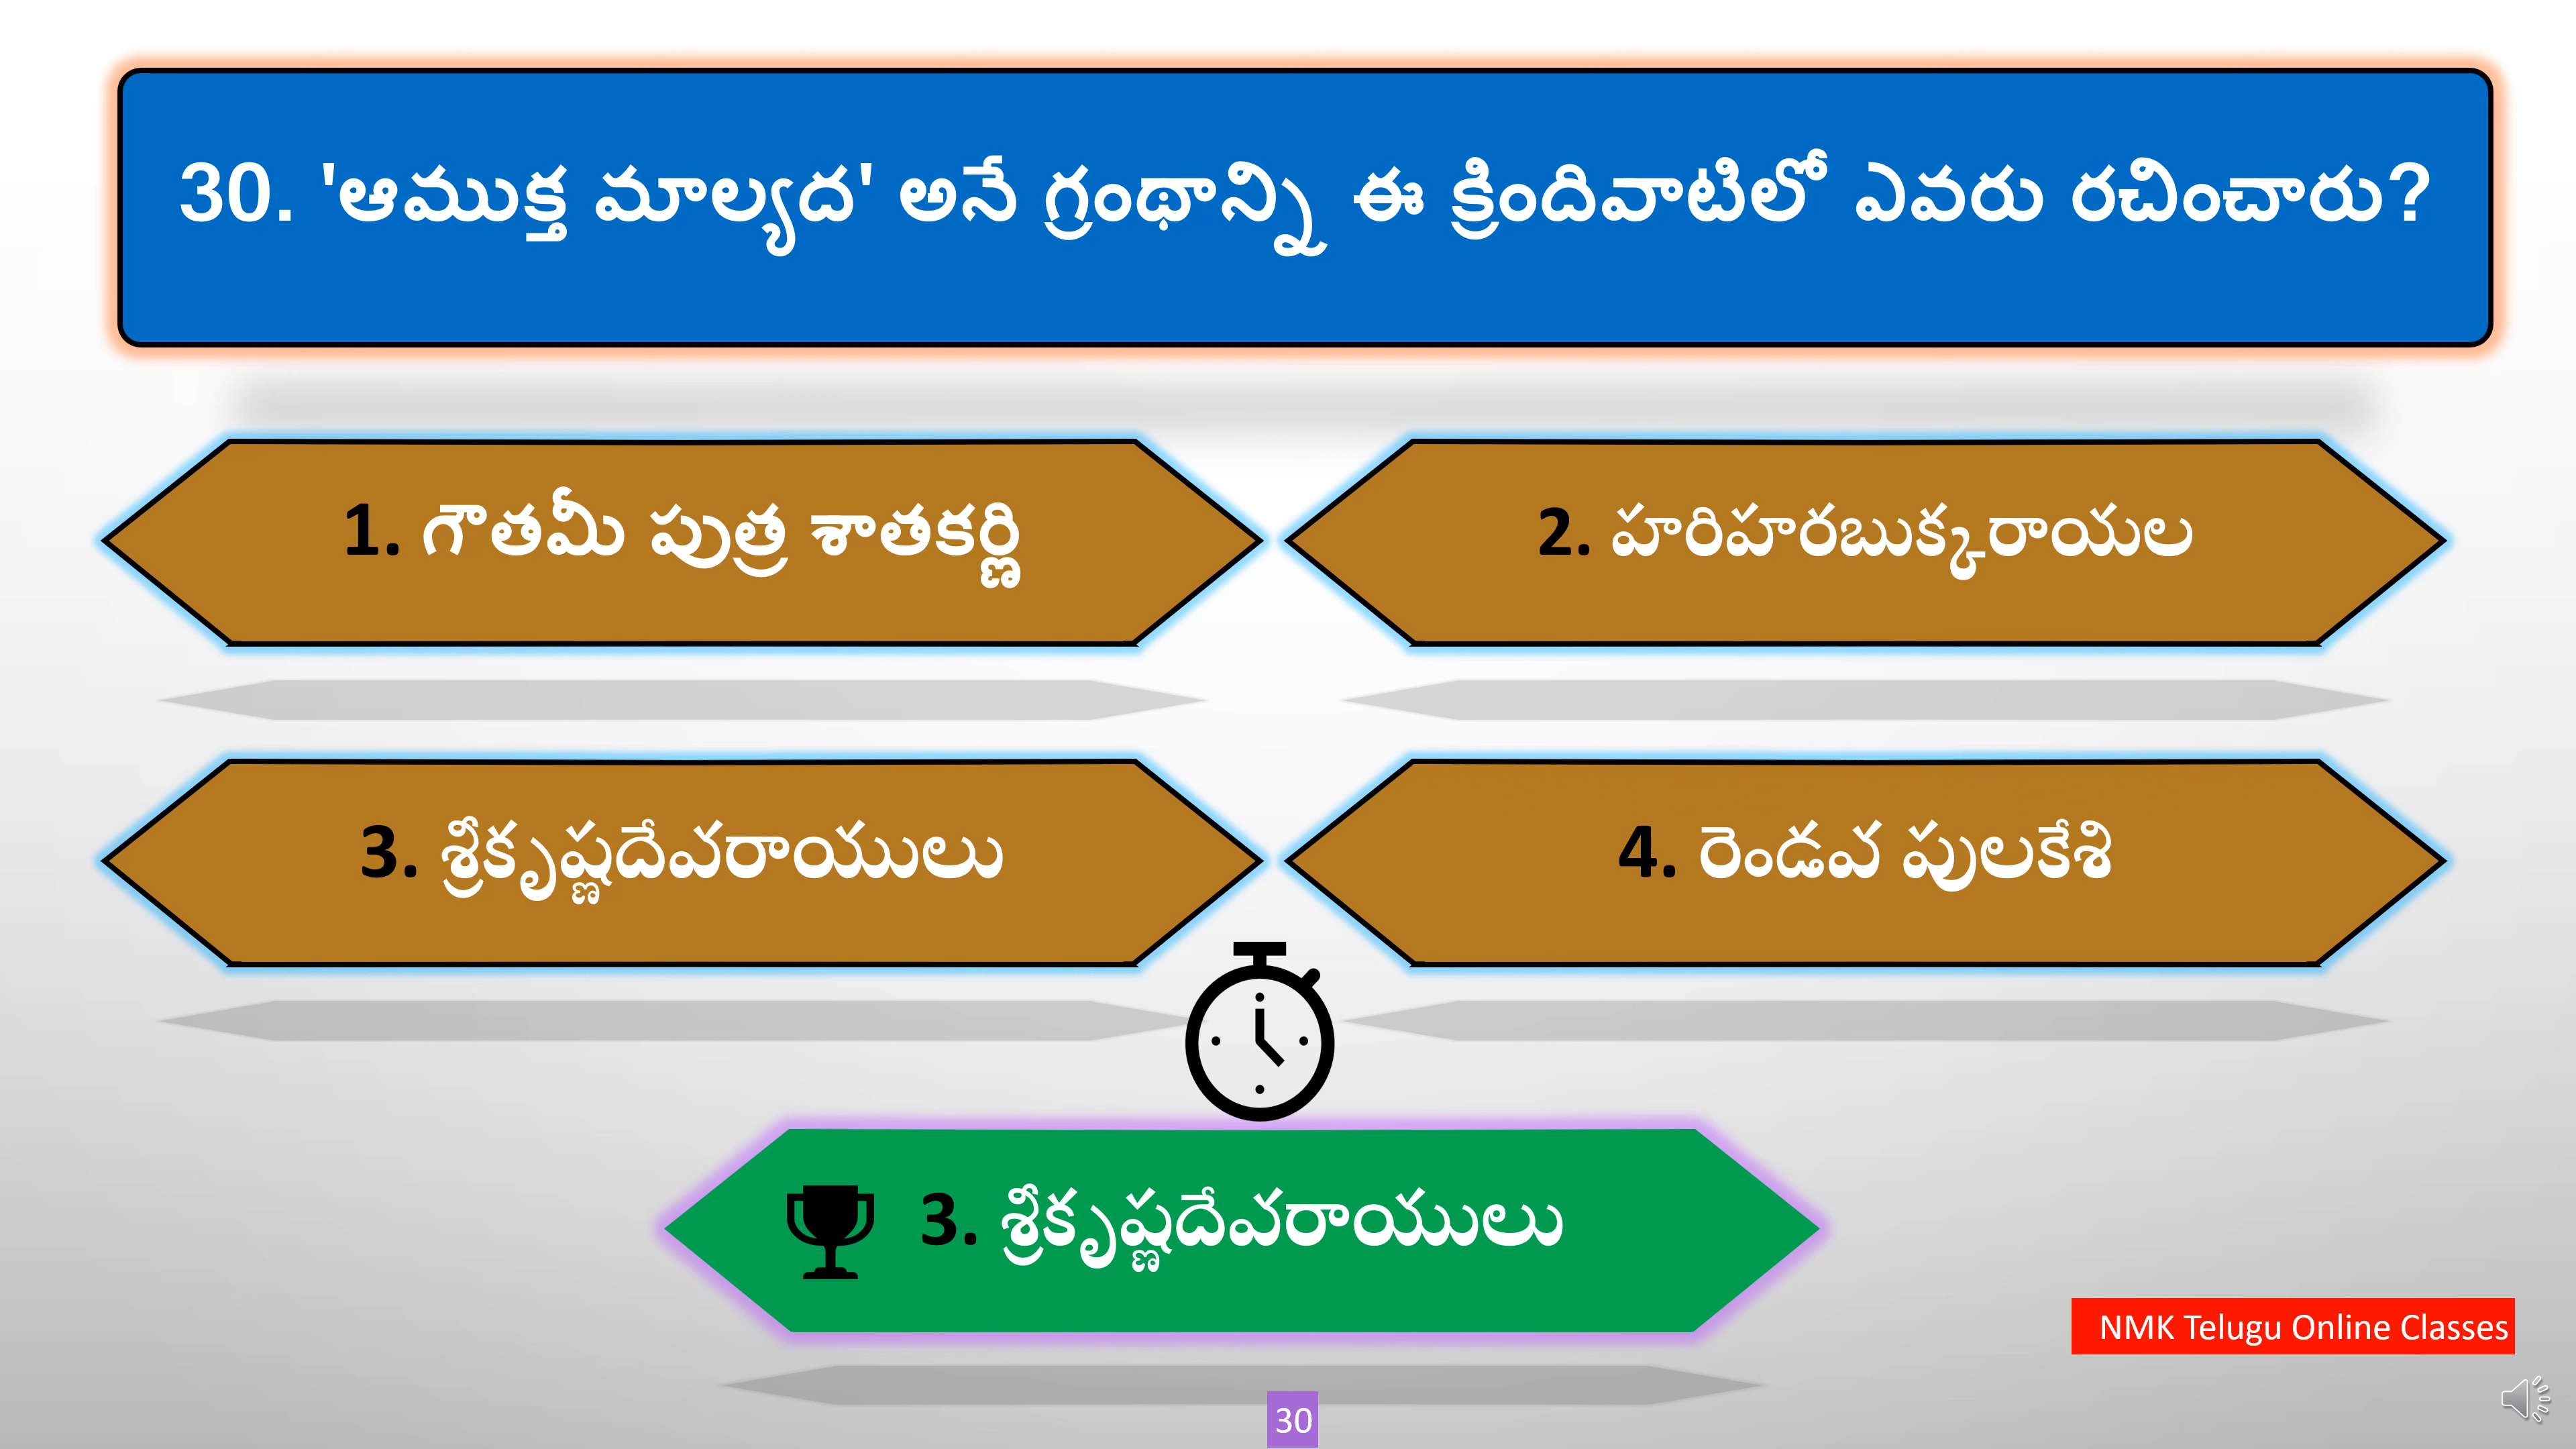 30. 'ఆముక్త మాల్యద' అనే గ్రంథాన్ని ఈ క్రిందివాటిలో ఎవరు రచించారు?
1. గౌతమీ పుత్ర శాతకర్ణి
2. హరిహరబుక్కరాయల
3. శ్రీకృష్ణదేవరాయులు
4. రెండవ పులకేశి
3. శ్రీకృష్ణదేవరాయులు
NMK Telugu Online Classes
30